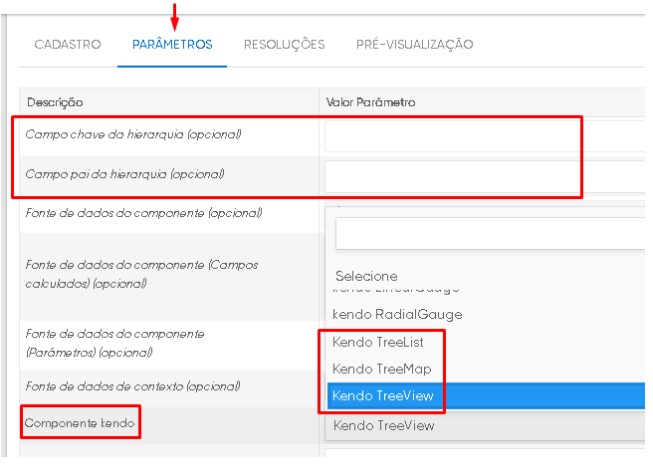 CADASTRO PARÂMETROS RESOLUÇÕES PRÉ-VISUALIZAÇÃO
Descrição Valor Parâmetro
Campo chave da hierarquia (opcional)
Campo pai da hierarquia (opcional)
Fonte de dados do componente (opcional)
Fonte de dados do componente (Campos
calculados) (opcional)
Selecione
kendo LinearGauge
kendo RadialGauge
Fonte de dados do componente
(Parâmetros) (opcional)
Kendo TreeList
Kendo TreeMap
Fonte de dados de contexto (opcional)
Kendo TreeView
Componente kendo
Kendo TreeView